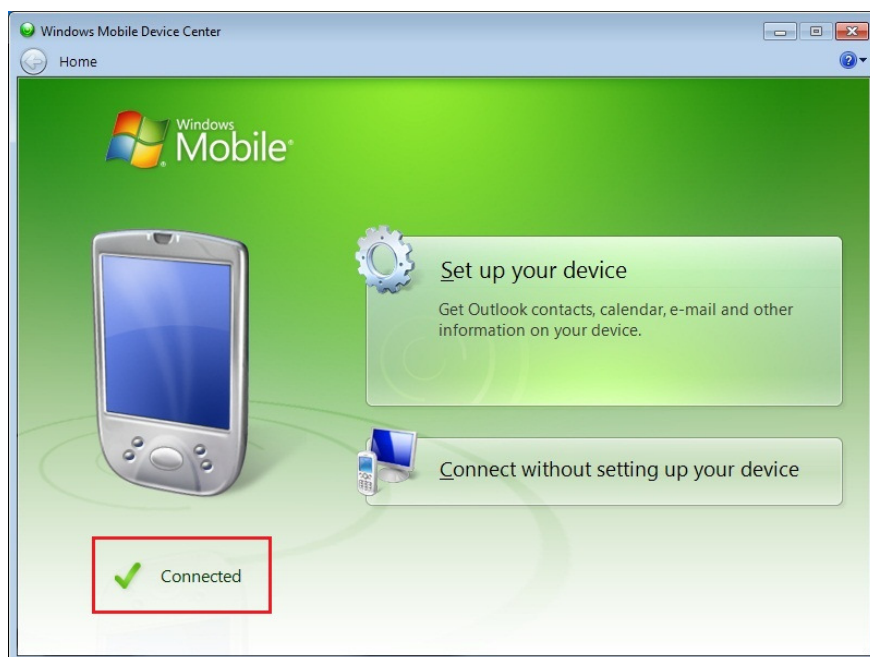 Windows Mobile Device Center
Home
Windows
Mobile®
Set up your device
Get Outlook contacts, calendar, e-mail and other
information on your device.
Connect without setting up your device
Connected